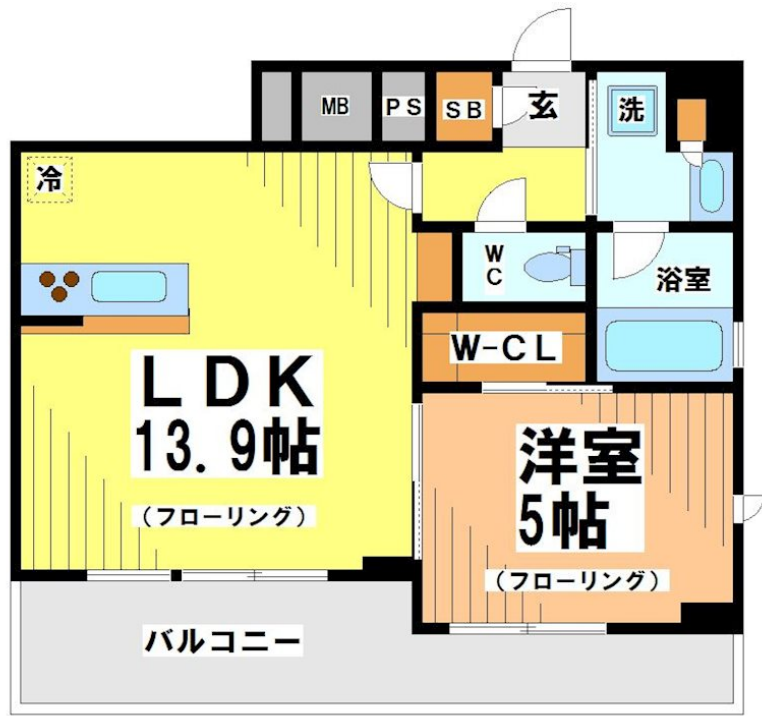 MB
PS
SB
玄
洗
冷
WC
浴室
W-CL
LDK
13.9帖
(フローリング)
洋室
5帖
(フローリング)
バルコニー